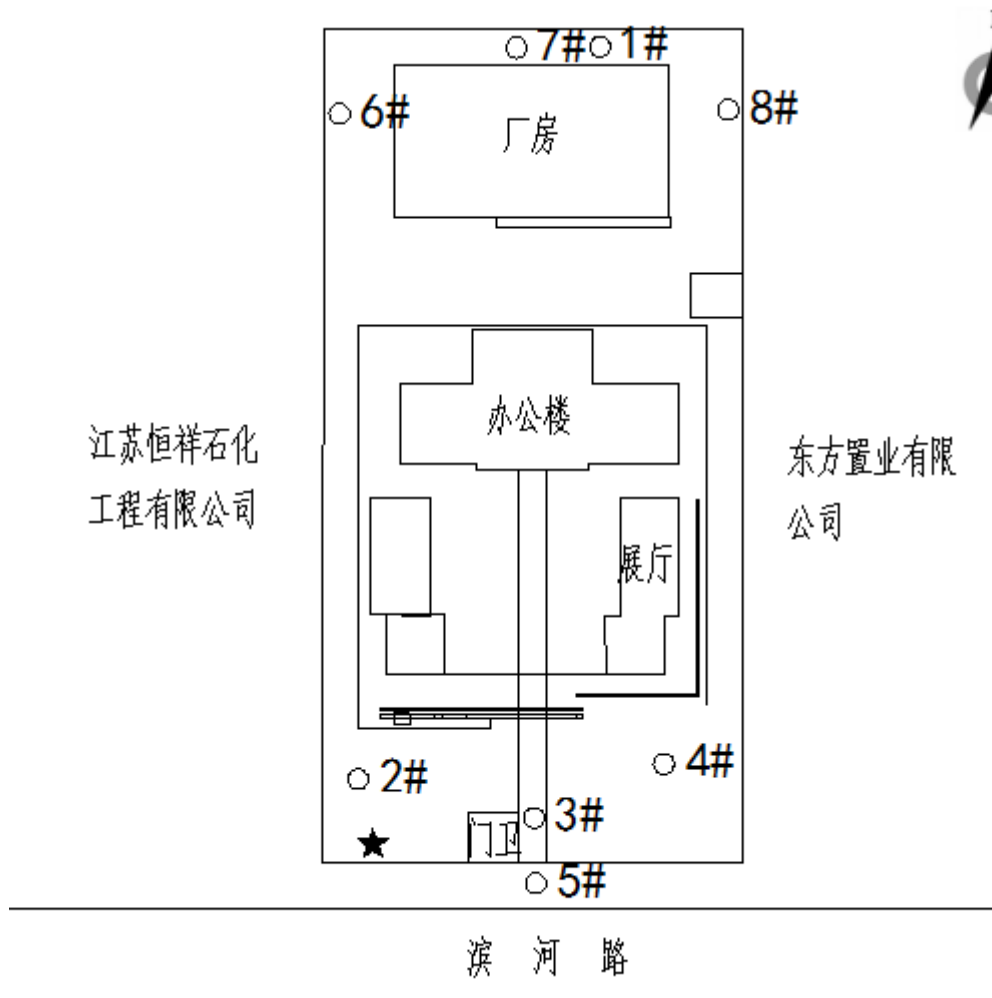 7# 1#
6# 8#
厂房
办公楼
江苏恒祥石化
工程有限公司
东方置业有限
公司
展厅
2# 4#
3#
门卫
5#
滨河路